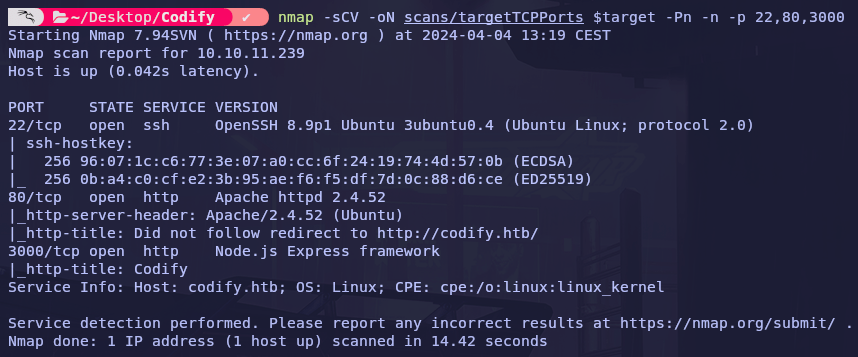 ~/Desktop/Codify ✔ nmap -sCV -oN scans/targetTCPPorts $target -Pn -n -p 22,80,3000
Starting Nmap 7.94SVN ( https://nmap.org ) at 2024-04-04 13:19 CEST
Nmap scan report for 10.10.11.239
Host is up (0.042s latency).

PORT     STATE SERVICE VERSION
22/tcp   open  ssh     OpenSSH 8.9p1 Ubuntu 3ubuntu0.4 (Ubuntu Linux; protocol 2.0)
| ssh-hostkey:
|   256 96:07:1c:c6:77:3e:07:a0:cc:6f:24:19:74:4d:57:0b (ECDSA)
|_  256 0b:a4:c0:cf:e2:3b:95:ae:f6:f5:df:7d:0c:88:d6:ce (ED25519)
80/tcp   open  http    Apache httpd 2.4.52
|_http-server-header: Apache/2.4.52 (Ubuntu)
|_http-title: Did not follow redirect to http://codify.htb/
3000/tcp open  http    Node.js Express framework
|_http-title: Codify
Service Info: Host: codify.htb; OS: Linux; CPE: cpe:/o:linux:linux_kernel

Service detection performed. Please report any incorrect results at https://nmap.org/submit/ .
Nmap done: 1 IP address (1 host up) scanned in 14.42 seconds